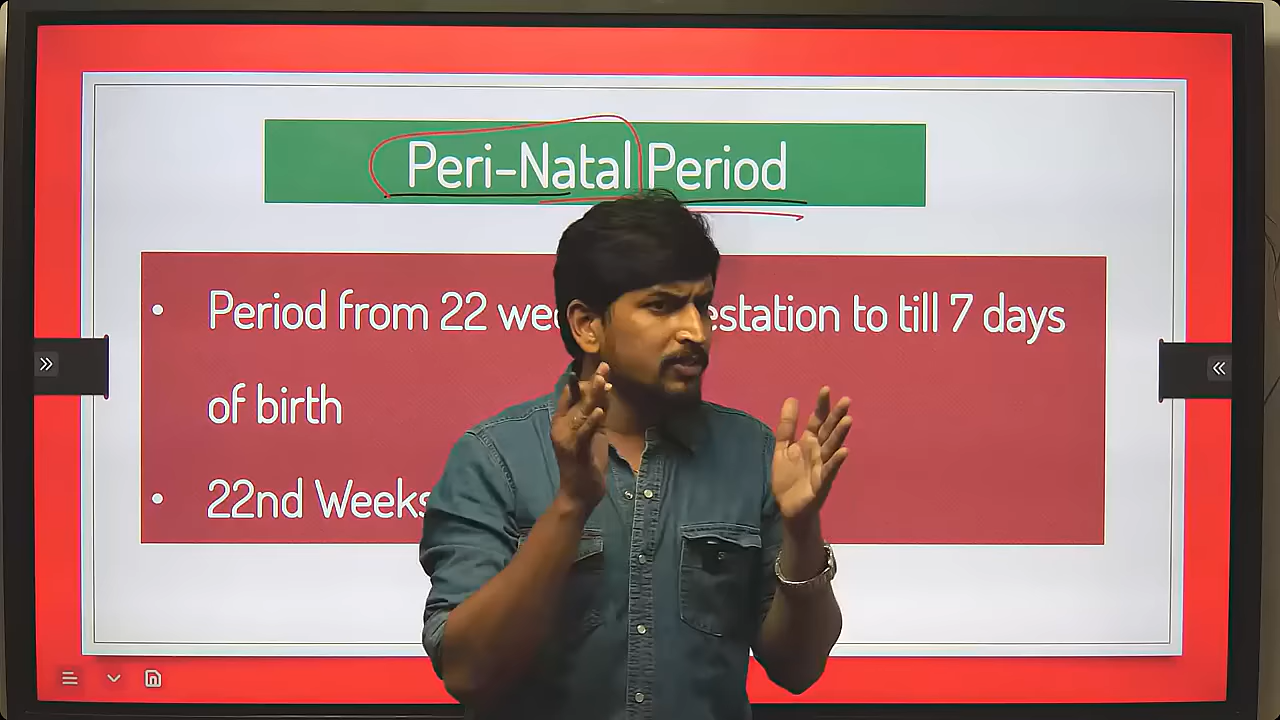 Peri-Natal Period
• Period from 22 to till 7 days
of birth
• 22nd Weeks